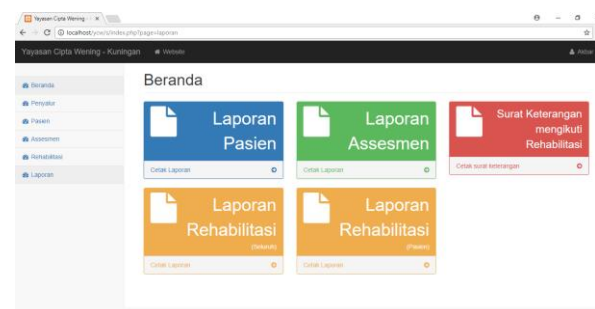 Yayasan Cipta Wening - 
localhost/ycw/s/index.php?page=laporan
Yayasan Cipta Wening - Kuningan
Website
Akbar
Beranda
Beranda
Penyalur
Pasien
Assesmen
Rehabilitasi
Laporan
Laporan
Pasien
Cetak Laporan
Laporan
Assesmen
Cetak Laporan
Surat Keterangan
mengikuti
Rehabilitasi
Cetak surat keterangan
Laporan
Rehabilitasi
(Seluruh)
Cetak Laporan
Laporan
Rehabilitasi
(Pasien)
Cetak Laporan